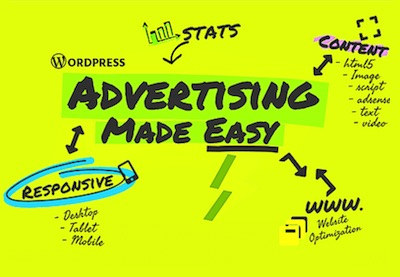 STATS
WORDPRESS
ADVERTISING
MADE EASY
CONTENT
- html5
- Image
- script
- adsense
- text
- video
RESPONSIVE
- Desktop
- Tablet
- Mobile
WWW.
Website
Optimization